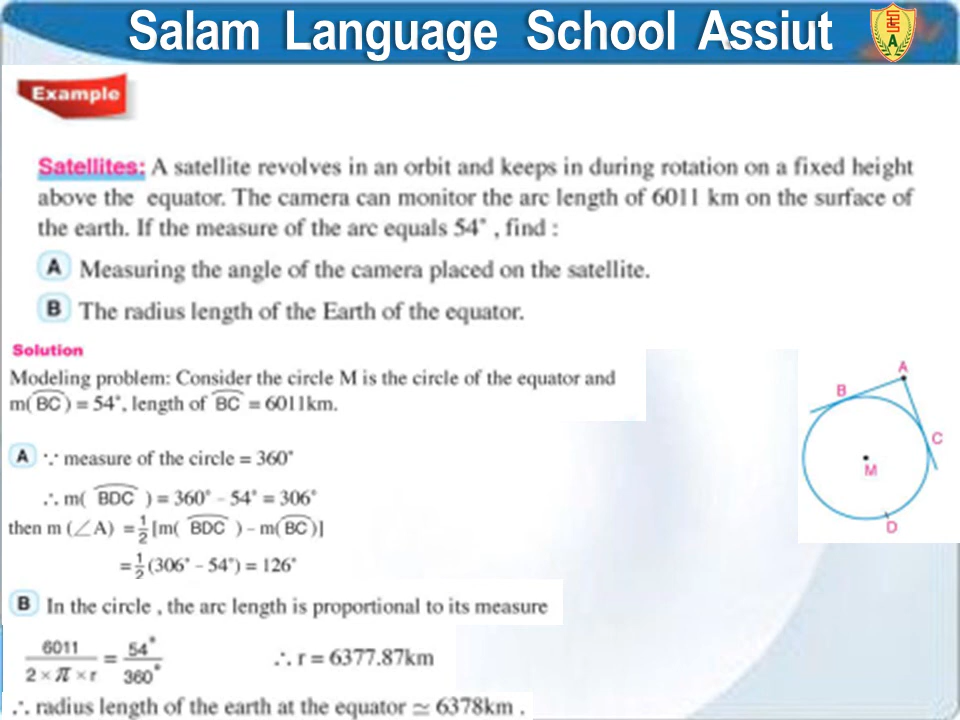 Salam Language School Assiut
A
Example
Satellites: A satellite revolves in an orbit and keeps in during rotation on a fixed height
above the equator. The camera can monitor the arc length of 6011 km on the surface of
the earth. If the measure of the arc equals 54° , find :
A Measuring the angle of the camera placed on the satellite.
B The radius length of the Earth of the equator.
Solution
Modeling problem: Consider the circle M is the circle of the equator and
m(B͡C) = 54°, length of B͡C = 6011km.
A ∵ measure of the circle = 360°
∴ m( B͡D͡C ) = 360° - 54° = 306°
then m (∠A) = 1/2 [m( B͡D͡C ) - m(B͡C)]
= 1/2 (306° - 54°) = 126°
B In the circle , the arc length is proportional to its measure
6011 / (2 × π × r) = 54° / 360° ∴ r = 6377.87km
∴ radius length of the earth at the equator ≃ 6378km .
A
B
C
M
D